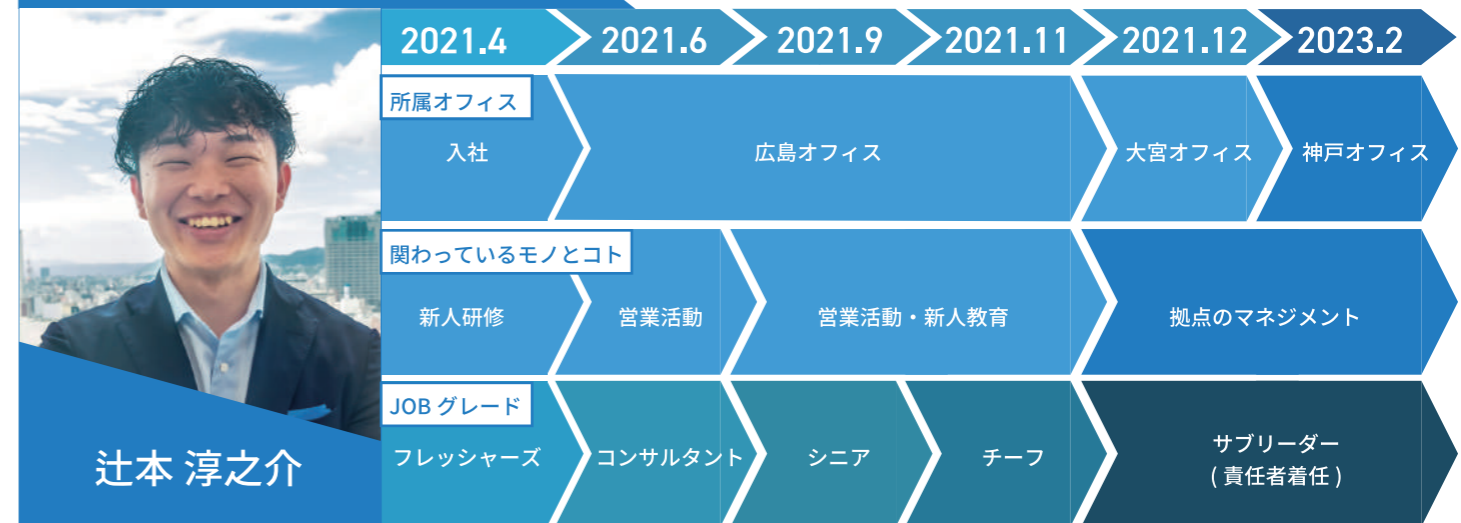 2021.4
2021.6
2021.9
2021.11
2021.12
2023.2
所属オフィス
入社
広島オフィス
大宮オフィス
神戸オフィス
関わっているモノとコト
新人研修
営業活動
営業活動・新人教育
拠点のマネジメント
JOB グレード
フレッシャーズ
コンサルタント
シニア
チーフ
サブリーダー
( 責任者着任 )
辻本 淳之介